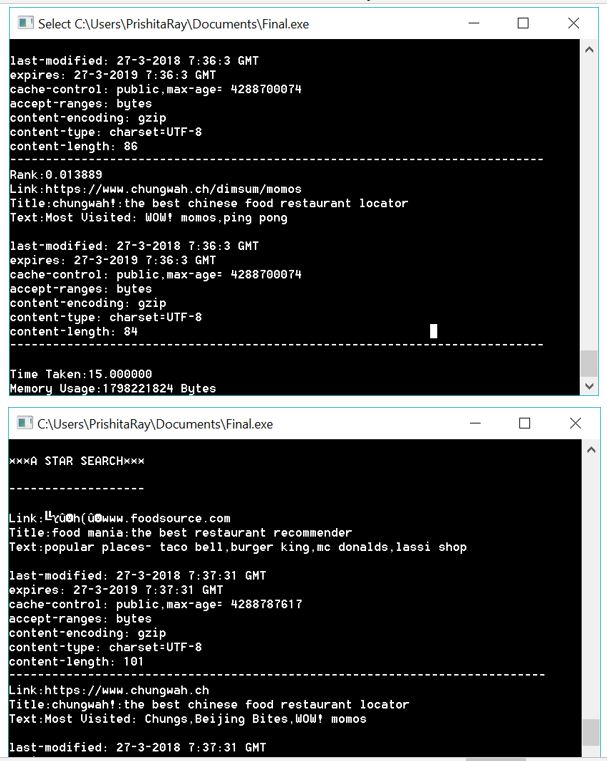 Select C:\Users\PrishitaRay\Documents\Final.exe
last-modified: 27-3-2018 7:36:3 GMT
expires: 27-3-2019 7:36:3 GMT
cache-control: public,max-age= 4288700074
accept-ranges: bytes
content-encoding: gzip
content-type: charset=UTF-8
content-length: 86
--------------------------------------------------------------------------
Rank:0.013889
Link:https://www.chungwah.ch/dimsum/momos
Title:chungwah!:the best chinese food restaurant locator
Text:Most Visited: WOW! momos,ping pong
last-modified: 27-3-2018 7:36:3 GMT
expires: 27-3-2019 7:36:3 GMT
cache-control: public,max-age= 4288700074
accept-ranges: bytes
content-encoding: gzip
content-type: charset=UTF-8
content-length: 84
--------------------------------------------------------------------------
Time Taken:15.000000
Memory Usage:1798221824 Bytes
C:\Users\PrishitaRay\Documents\Final.exe
***A STAR SEARCH***
------------------
Link:www.foodsource.com
Title:food mania:the best restaurant recommender
Text:popular places- taco bell,burger king,mc donalds,lassi shop
last-modified: 27-3-2018 7:37:31 GMT
expires: 27-3-2019 7:37:31 GMT
cache-control: public,max-age= 4288787617
accept-ranges: bytes
content-encoding: gzip
content-type: charset=UTF-8
content-length: 101
--------------------------------------------------------------------------
Link:https://www.chungwah.ch
Title:chungwah!:the best chinese food restaurant locator
Text:Most Visited: Chungs,Beijing Bites,WOW! momos
last-modified: 27-3-2018 7:37:31 GMT